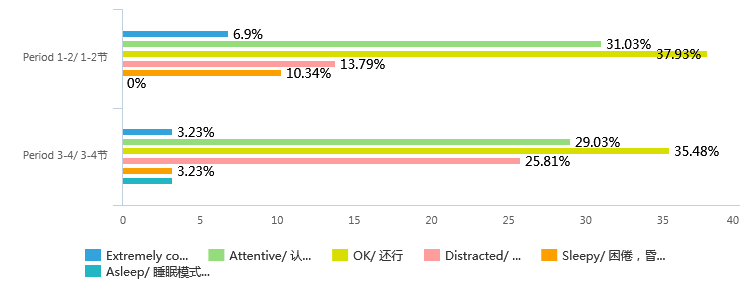 6.9%
31.03%
Period 1-2/ 1-2节
37.93%
13.79%
10.34%
0%
3.23%
29.03%
Period 3-4/ 3-4节
35.48%
25.81%
3.23%
0 5 10 15 20 25 30 35 40
Extremely co... Attentive/ 认... OK/ 还行 Distracted/ ... Sleepy/ 困倦，昏...
Asleep/ 睡眠模式...